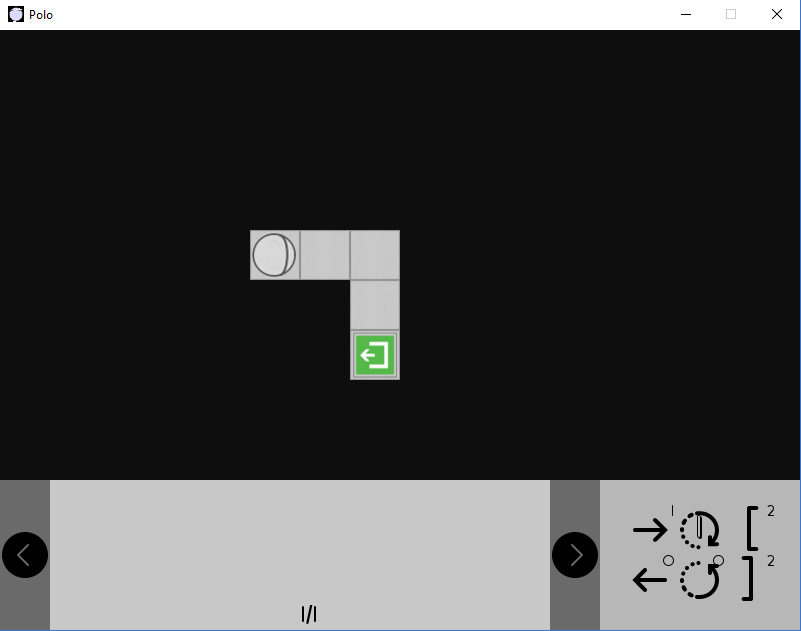 Polo
I/I
I [ 2
O O ] 2